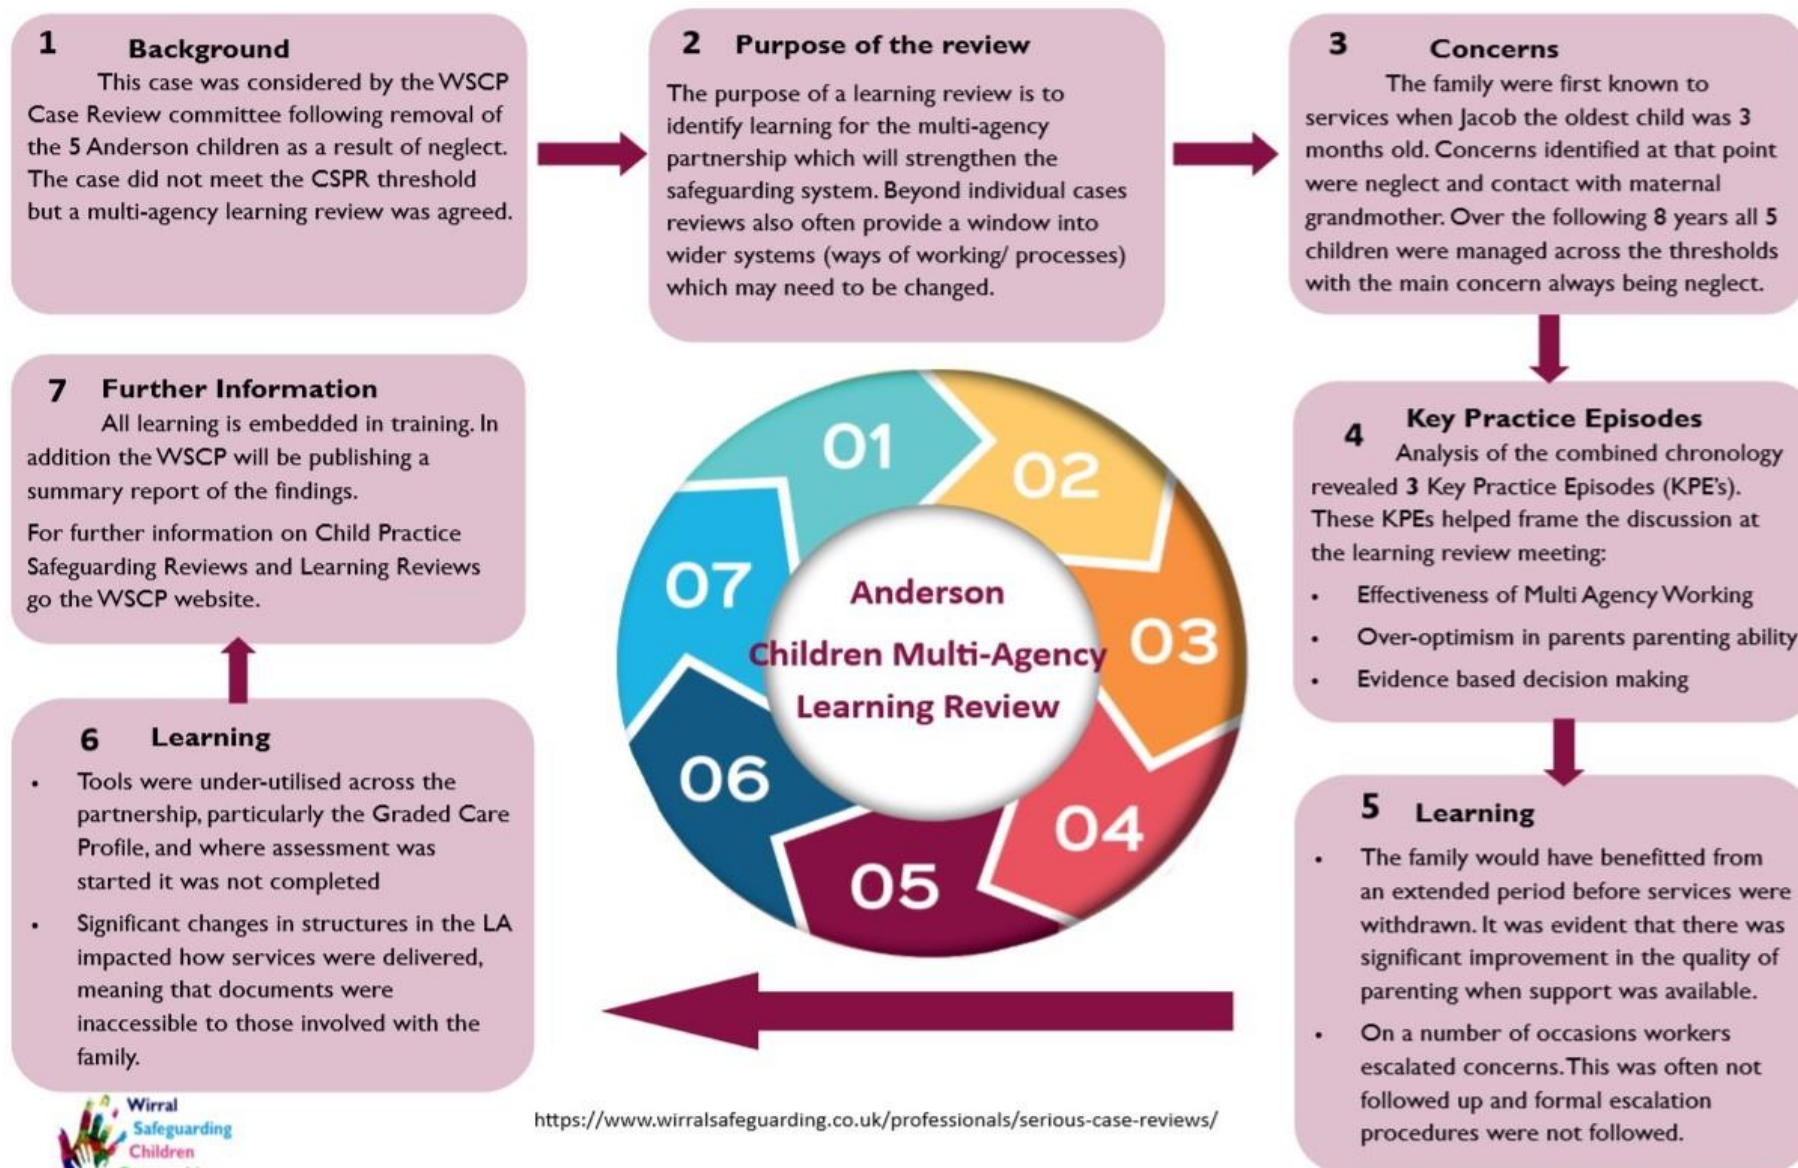 1 Background
This case was considered by the WSCP
Case Review committee following removal of
the 5 Anderson children as a result of neglect.
The case did not meet the CSPR threshold
but a multi-agency learning review was agreed.
2 Purpose of the review
The purpose of a learning review is to
identify learning for the multi-agency
partnership which will strengthen the
safeguarding system. Beyond individual cases
reviews also often provide a window into
wider systems (ways of working/ processes)
which may need to be changed.
3 Concerns
The family were first known to
services when Jacob the oldest child was 3
months old. Concerns identified at that point
were neglect and contact with maternal
grandmother. Over the following 8 years all 5
children were managed across the thresholds
with the main concern always being neglect.
4 Key Practice Episodes
Analysis of the combined chronology
revealed 3 Key Practice Episodes (KPE's).
These KPEs helped frame the discussion at
the learning review meeting:
• Effectiveness of Multi Agency Working
• Over-optimism in parents parenting ability
• Evidence based decision making
5 Learning
• The family would have benefitted from
an extended period before services were
withdrawn. It was evident that there was
significant improvement in the quality of
parenting when support was available.
• On a number of occasions workers
escalated concerns. This was often not
followed up and formal escalation
procedures were not followed.
6 Learning
• Tools were under-utilised across the
partnership, particularly the Graded Care
Profile, and where assessment was
started it was not completed
• Significant changes in structures in the LA
impacted how services were delivered,
meaning that documents were
inaccessible to those involved with the
family.
7 Further Information
All learning is embedded in training. In
addition the WSCP will be publishing a
summary report of the findings.
For further information on Child Practice
Safeguarding Reviews and Learning Reviews
go the WSCP website.
01
02
03
04
05
06
07
Anderson
Children Multi-Agency
Learning Review
Wirral
Safeguarding
Children
https://www.wirralsafeguarding.co.uk/professionals/serious-case-reviews/